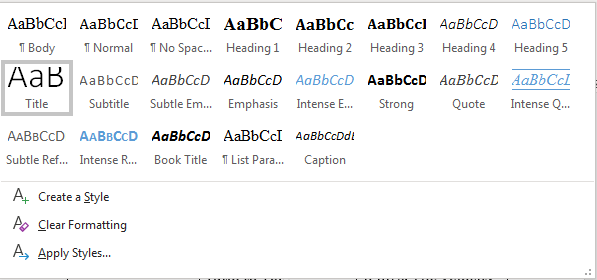 AaBbCcI AaBbCcI AaBbCcI AaBbC AaBbCc AaBbCcI AaBbCcD AaBbCcD
¶ Body ¶ Normal ¶ No Spac... Heading 1 Heading 2 Heading 3 Heading 4 Heading 5
AaB AaBbCcD AaBbCcD AaBbCcD AaBbCcD AaBbCcD AaBbCcD AaBbCcI
Title Subtitle Subtle Em... Emphasis Intense E... Strong Quote Intense Q...
AaBbCcD AaBbCcD AaBbCcD AaBbCcI AaBbCcDdE
Subtle Ref... Intense R... Book Title ¶ List Para... Caption
Create a Style
Clear Formatting
Apply Styles...